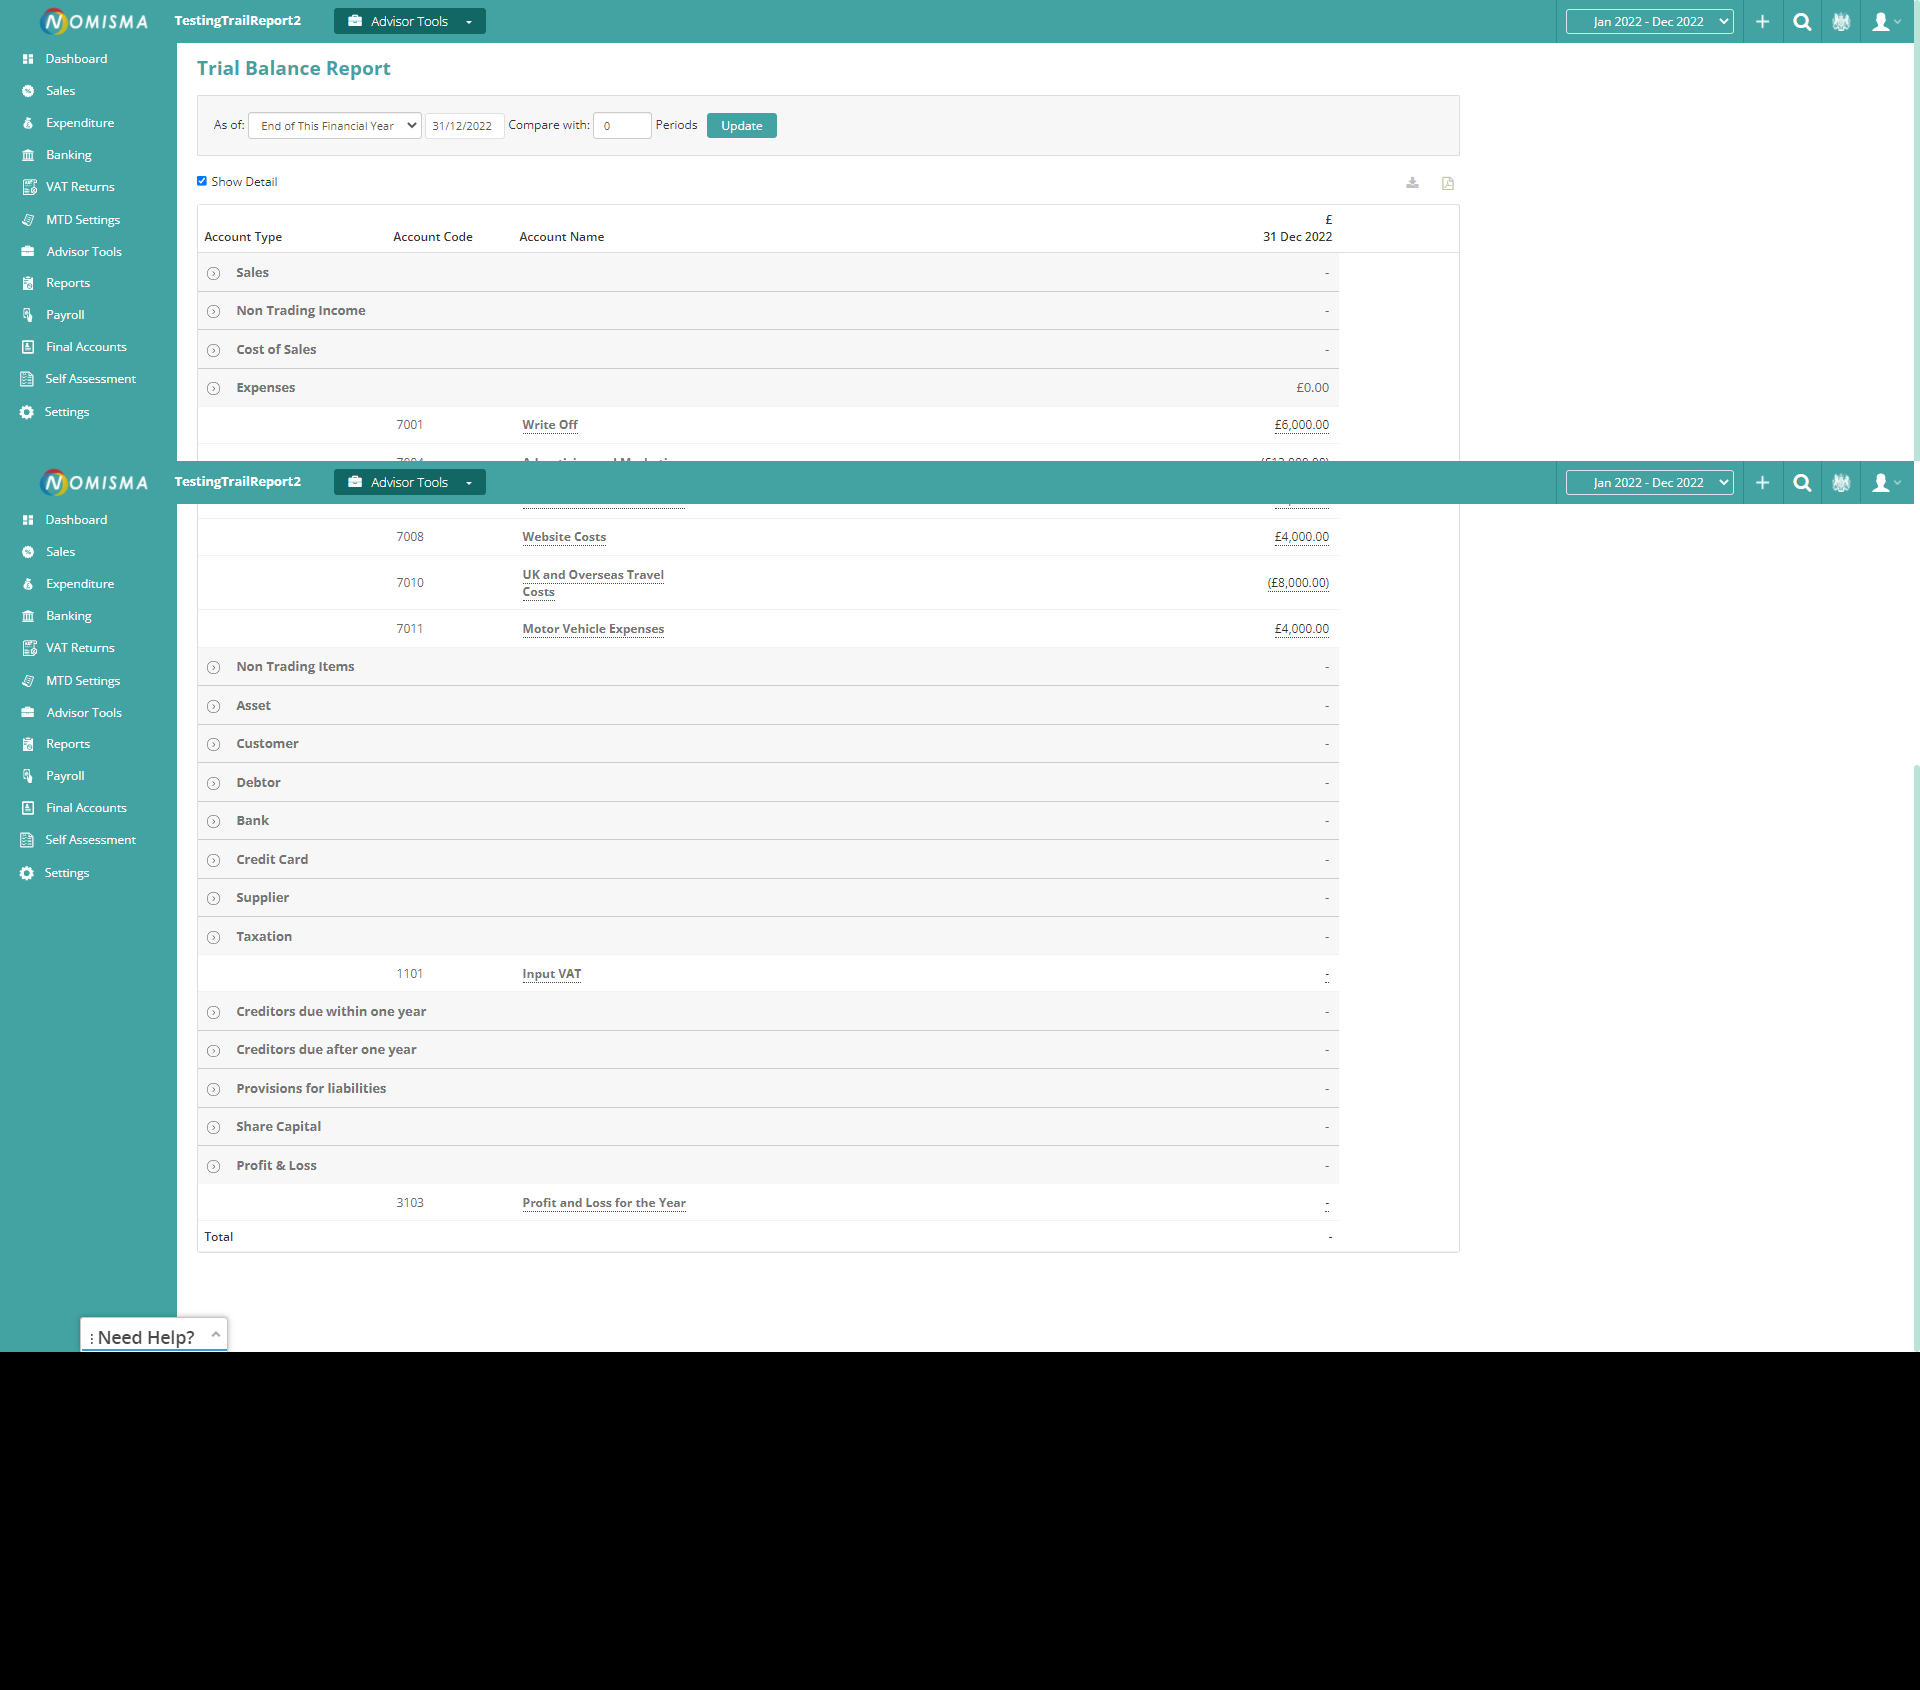 NOMISMA TestingTrailReport2 Advisor Tools Jan 2022 - Dec 2022
Dashboard
Sales
Expenditure
Banking
VAT Returns
MTD Settings
Advisor Tools
Reports
Payroll
Final Accounts
Self Assessment
Settings
Trial Balance Report
As of: End of This Financial Year 31/12/2022 Compare with: 0 Periods Update
Show Detail
£
Account Type Account Code Account Name 31 Dec 2022
Sales -
Non Trading Income -
Cost of Sales -
Expenses £0.00
7001 Write Off £6,000.00
NOMISMA TestingTrailReport2 Advisor Tools Jan 2022 - Dec 2022
Dashboard
Sales
Expenditure
Banking
VAT Returns
MTD Settings
Advisor Tools
Reports
Payroll
Final Accounts
Self Assessment
Settings
7008 Website Costs £4,000.00
UK and Overseas Travel
7010 (£8,000.00)
Costs
7011 Motor Vehicle Expenses £4,000.00
Non Trading Items -
Asset -
Customer -
Debtor -
Bank -
Credit Card -
Supplier -
Taxation -
1101 Input VAT -
Creditors due within one year -
Creditors due after one year -
Provisions for liabilities -
Share Capital -
Profit & Loss -
3103 Profit and Loss for the Year -
Total -
Need Help?